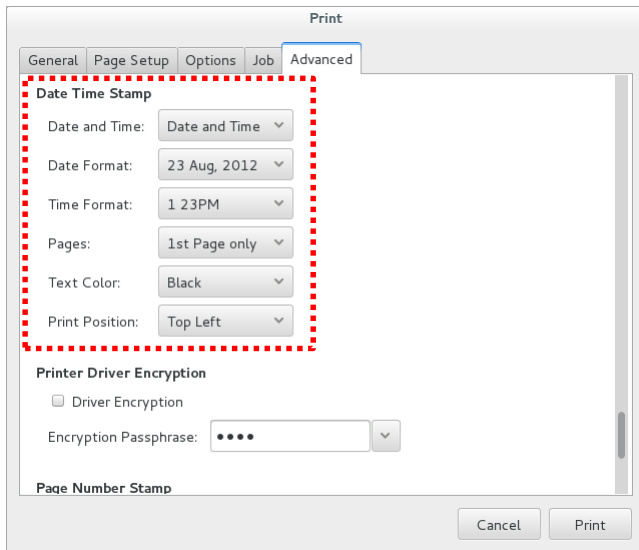 Print
General Page Setup Options Job Advanced
Date Time Stamp
Date and Time: Date and Time
Date Format: 23 Aug, 2012
Time Format: 1 23PM
Pages: 1st Page only
Text Color: Black
Print Position: Top Left
Printer Driver Encryption
Driver Encryption
Encryption Passphrase: ●●●●
Page Number Stamp
Cancel Print